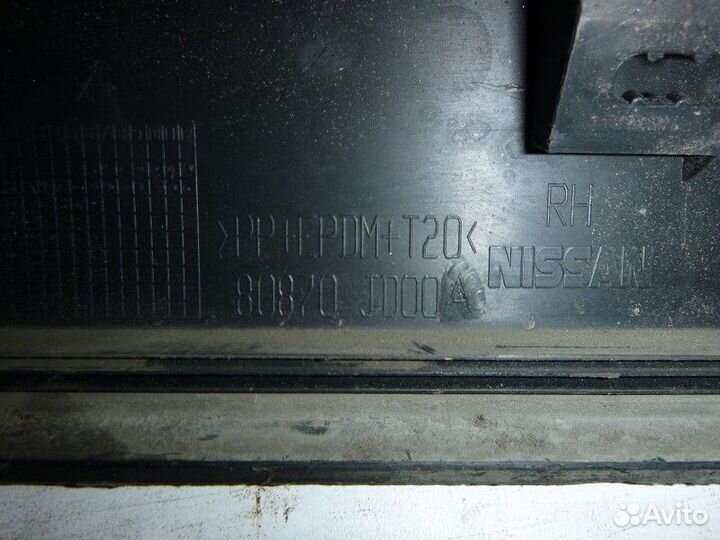 RH
>PP+EPDM+T20<
NISSAN
80870 JD00A
Avito